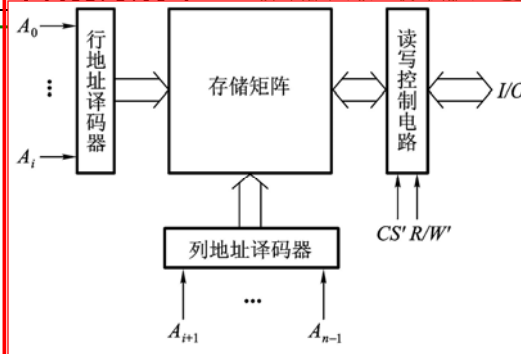 A0
行地址译码器
存储矩阵
读写控制电路
I/O
...
Ai
CS' R/W'
列地址译码器
...
Ai+1
An−1